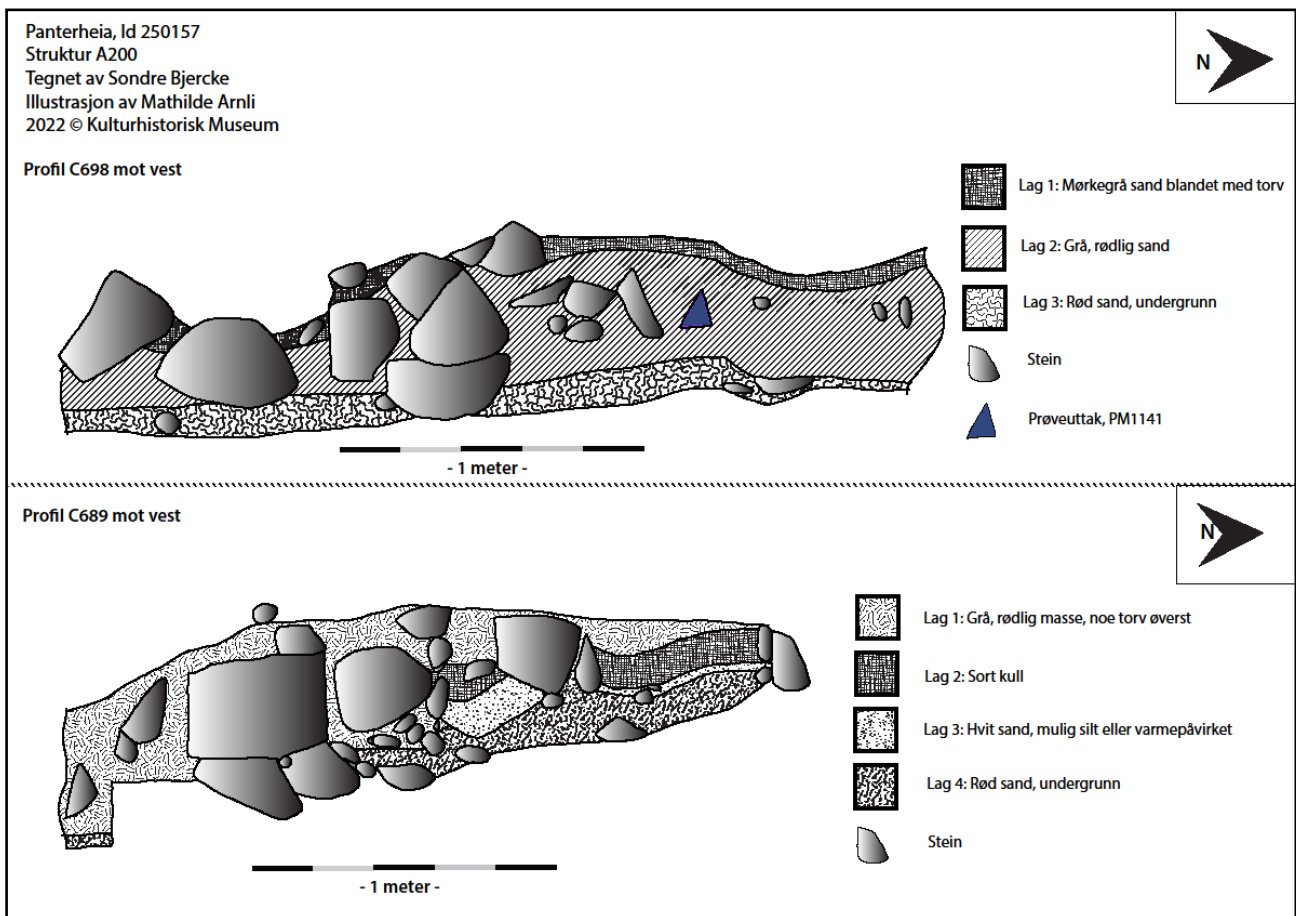 Panterheia, Id 250157
Struktur A200
Tegnet av Sondre Bjercke
Illustrasjon av Mathilde Arnli
2022 © Kulturhistorisk Museum
N
Profil C698 mot vest
Lag 1: Mørkegrå sand blandet med torv
Lag 2: Grå, rødlig sand
Lag 3: Rød sand, undergrunn
Stein
Prøveuttak, PM1141
- 1 meter -
Profil C689 mot vest
N
Lag 1: Grå, rødlig masse, noe torv øverst
Lag 2: Sort kull
Lag 3: Hvit sand, mulig silt eller varmepåvirket
Lag 4: Rød sand, undergrunn
Stein
- 1 meter -